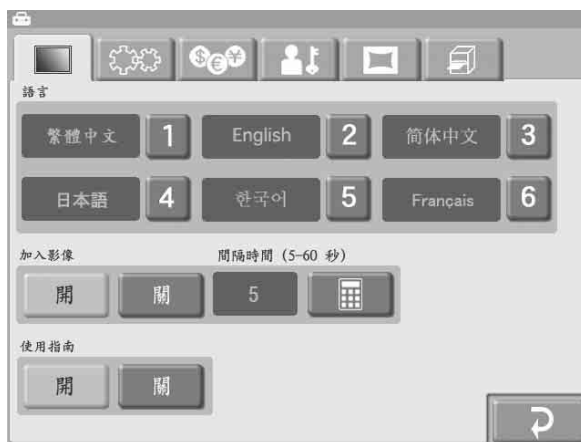 $ € ¥
語言
繁體中文 1 English 2 简体中文 3
日本語 4 한국어 5 Français 6
加入影像 間隔時間 (5-60 秒)
開 關 5
使用指南
開 關